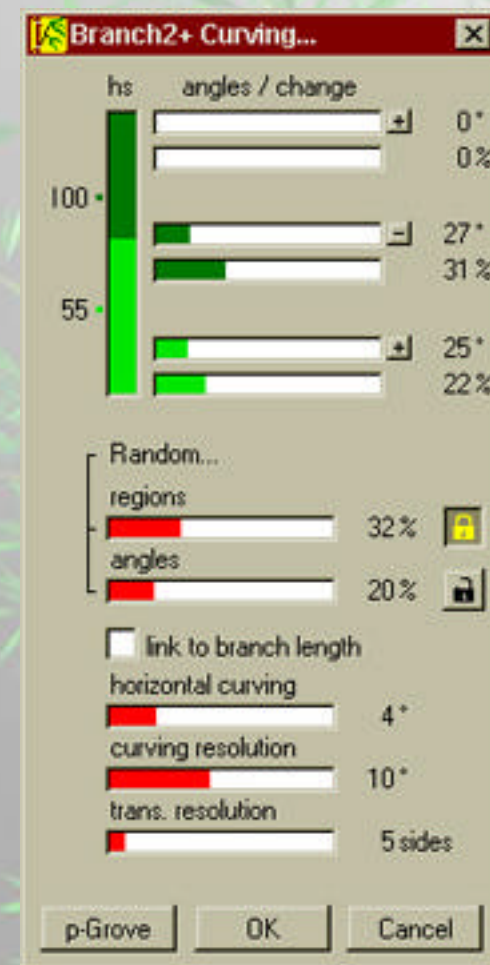 Branch2+ Curving...
hs angles / change
+ 0°
0%
100
- 27°
31%
55
+ 25°
22%
Random...
regions
32%
angles
20%
link to branch length
horizontal curving
4°
curving resolution
10°
trans. resolution
5 sides
p-Grove OK Cancel